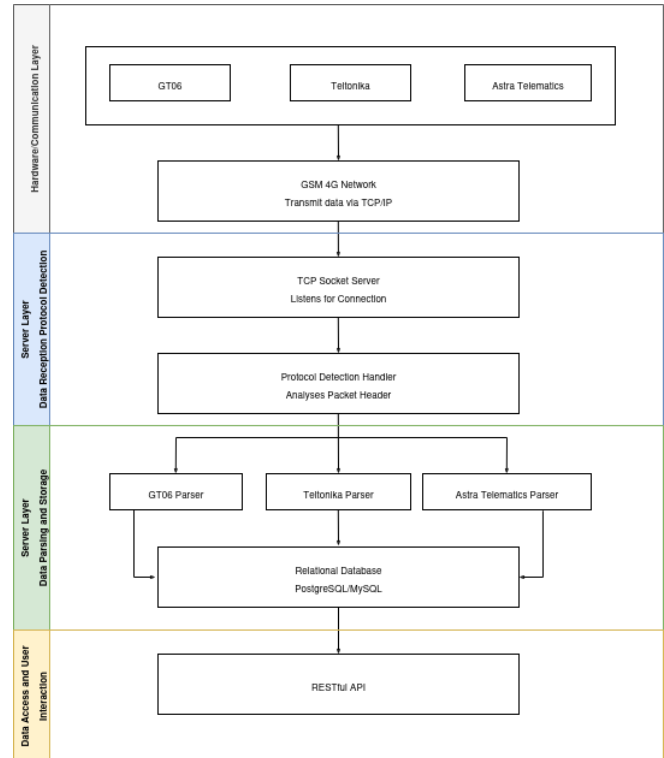 Hardware/Communication Layer
GT06
Teltonika
Astra Telematics
GSM 4G Network
Transmit data via TCP/IP
Server Layer
Data Reception Protocol Detection
TCP Socket Server
Listens for Connection
Protocol Detection Handler
Analyses Packet Header
Server Layer
Data Parsing and Storage
GT06 Parser
Teltonika Parser
Astra Telematics Parser
Relational Database
PostgreSQL/MySQL
Data Access and User
Interaction
RESTful API